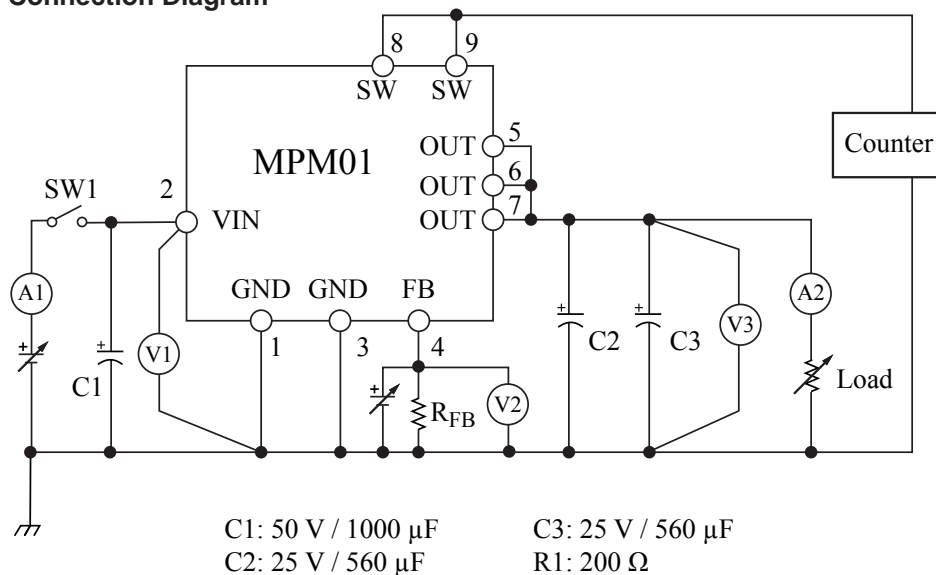 Connection Diagram
8
9
SW
SW
OUT
5
MPM01
OUT
6
Counter
SW1
2
OUT
7
VIN
A1
GND
GND
FB
A2
+
+
V1
1
3
4
+
C2
+
C3
V3
C1
+
R_FB
V2
Load
C1: 50 V / 1000 µF
C3: 25 V / 560 µF
C2: 25 V / 560 µF
R1: 200 Ω